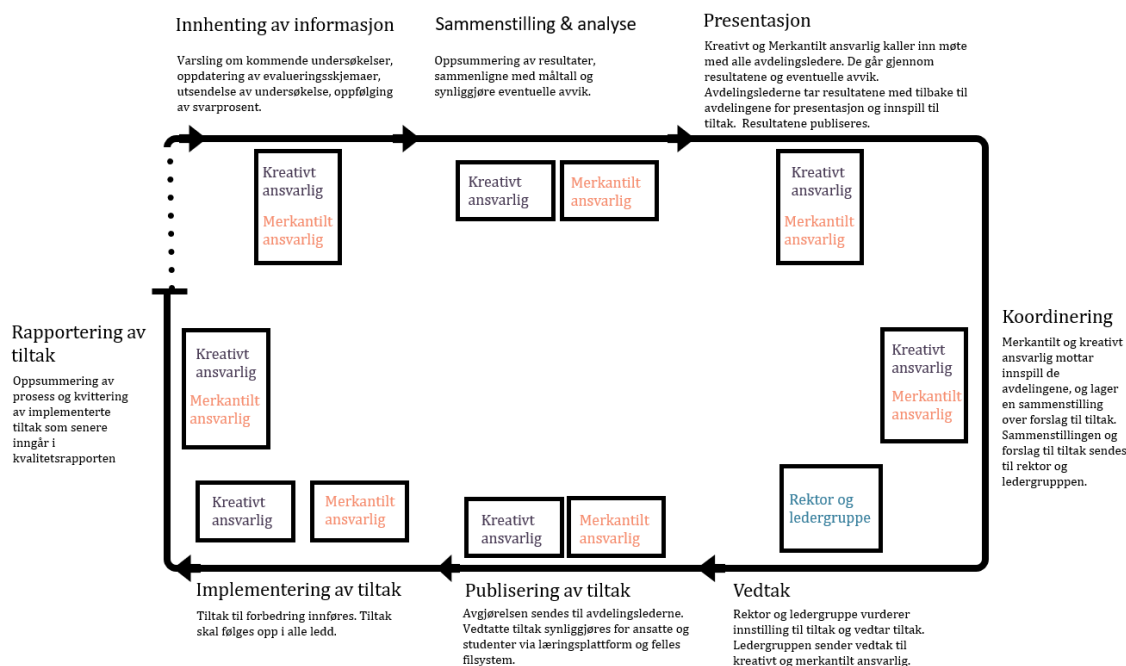 Innhenting av informasjon
Varsling om kommende undersøkelser,
oppdatering av evalueringsskjemaer,
utsendelse av undersøkelse, oppfølging
av svarprosent.
Kreativt
ansvarlig
Merkantilt
ansvarlig
Sammenstilling & analyse
Oppsummering av resultater,
sammenligne med måltall og
synliggjøre eventuelle avvik.
Kreativt
ansvarlig
Merkantilt
ansvarlig
Presentasjon
Kreativt og Merkantilt ansvarlig kaller inn møte
med alle avdelingsledere. De går gjennom
resultatene og eventuelle avvik.
Avdelingslederne tar resultatene med tilbake til
avdelingene for presentasjon og innspill til
tiltak.  Resultatene publiseres.
Kreativt
ansvarlig
Merkantilt
ansvarlig
Koordinering
Merkantilt og kreativt
ansvarlig mottar
innspill de
avdelingene, og lager
en sammenstilling
over forslag til tiltak.
Sammenstillingen og
forslag til tiltak sendes
til rektor og
ledergrupppen.
Kreativt
ansvarlig
Merkantilt
ansvarlig
Rektor og
ledergruppe
Vedtak
Rektor og ledergruppe vurderer
innstilling til tiltak og vedtar tiltak.
Ledergruppen sender vedtak til
kreativt og merkantilt ansvarlig.
Kreativt
ansvarlig
Merkantilt
ansvarlig
Publisering av tiltak
Avgjørelsen sendes til avdelingslederne.
Vedtatte tiltak synliggjøres for ansatte og
studenter via læringsplattform og felles
filsystem.
Kreativt
ansvarlig
Merkantilt
ansvarlig
Implementering av tiltak
Tiltak til forbedring innføres. Tiltak
skal følges opp i alle ledd.
Rapportering av
tiltak
Oppsummering av
prosess og kvittering
av implementerte
tiltak som senere
inngår i
kvalitetsrapporten
Kreativt
ansvarlig
Merkantilt
ansvarlig